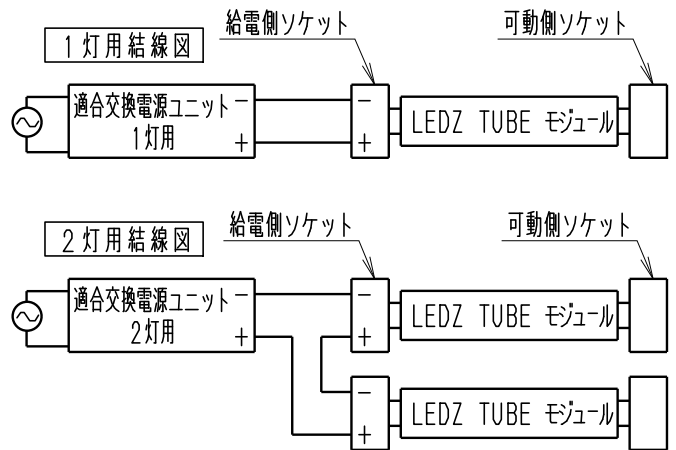 1灯用結線図
給電側ソケット
可動側ソケット
適合交換電源ユニット
1灯用
−
+
−
+
LEDZ TUBE モジュール
2灯用結線図
給電側ソケット
可動側ソケット
適合交換電源ユニット
2灯用
−
+
−
+
LEDZ TUBE モジュール
−
+
LEDZ TUBE モジュール